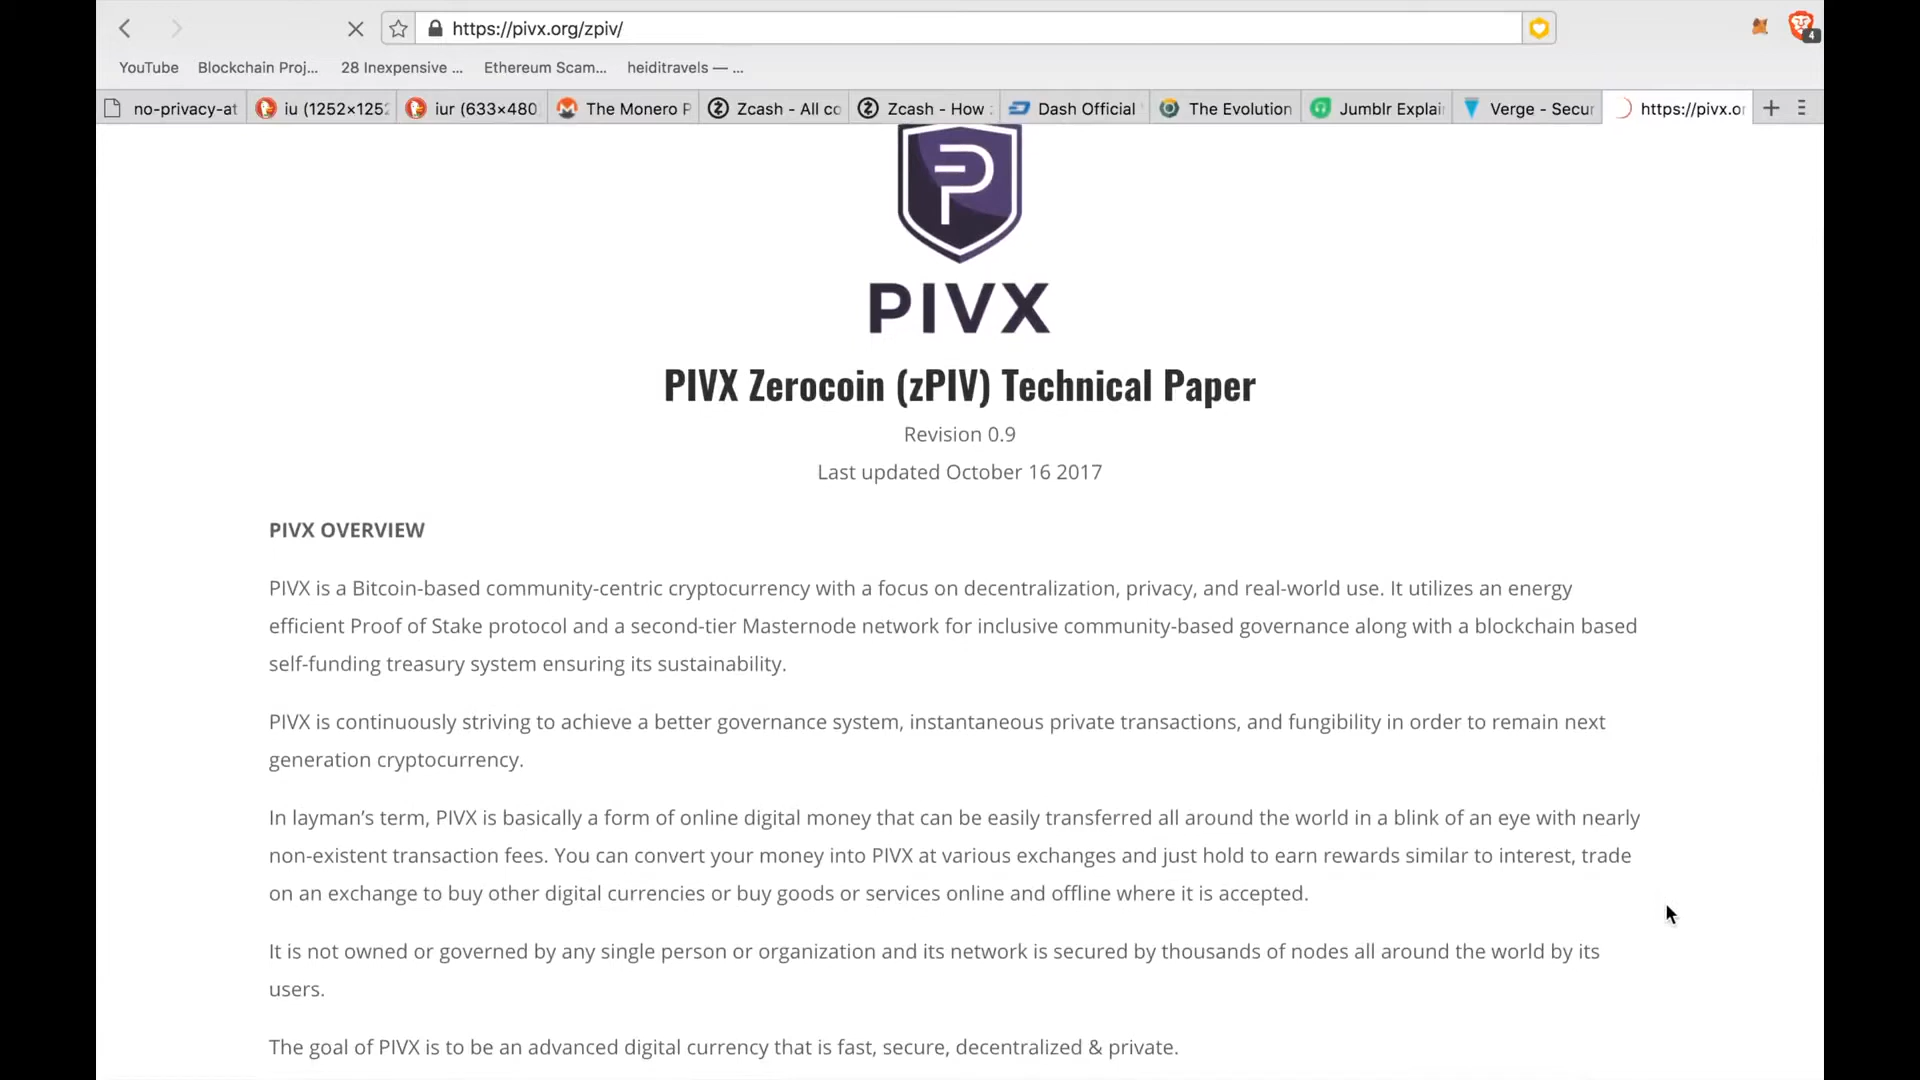 https://pivx.org/zpiv/
4
YouTube Blockchain Proj... 28 Inexpensive ... Ethereum Scam... heiditravels — ...
no-privacy-at iu (1252×125 iur (633×480 The Monero P Zcash - All co Zcash - How Dash Official The Evolution Jumblr Explai Verge - Secur https://pivx.o
PIVX
PIVX Zerocoin (zPIV) Technical Paper
Revision 0.9
Last updated October 16 2017
PIVX OVERVIEW
PIVX is a Bitcoin-based community-centric cryptocurrency with a focus on decentralization, privacy, and real-world use. It utilizes an energy
efficient Proof of Stake protocol and a second-tier Masternode network for inclusive community-based governance along with a blockchain based
self-funding treasury system ensuring its sustainability.
PIVX is continuously striving to achieve a better governance system, instantaneous private transactions, and fungibility in order to remain next
generation cryptocurrency.
In layman’s term, PIVX is basically a form of online digital money that can be easily transferred all around the world in a blink of an eye with nearly
non-existent transaction fees. You can convert your money into PIVX at various exchanges and just hold to earn rewards similar to interest, trade
on an exchange to buy other digital currencies or buy goods or services online and offline where it is accepted.
It is not owned or governed by any single person or organization and its network is secured by thousands of nodes all around the world by its
users.
The goal of PIVX is to be an advanced digital currency that is fast, secure, decentralized & private.